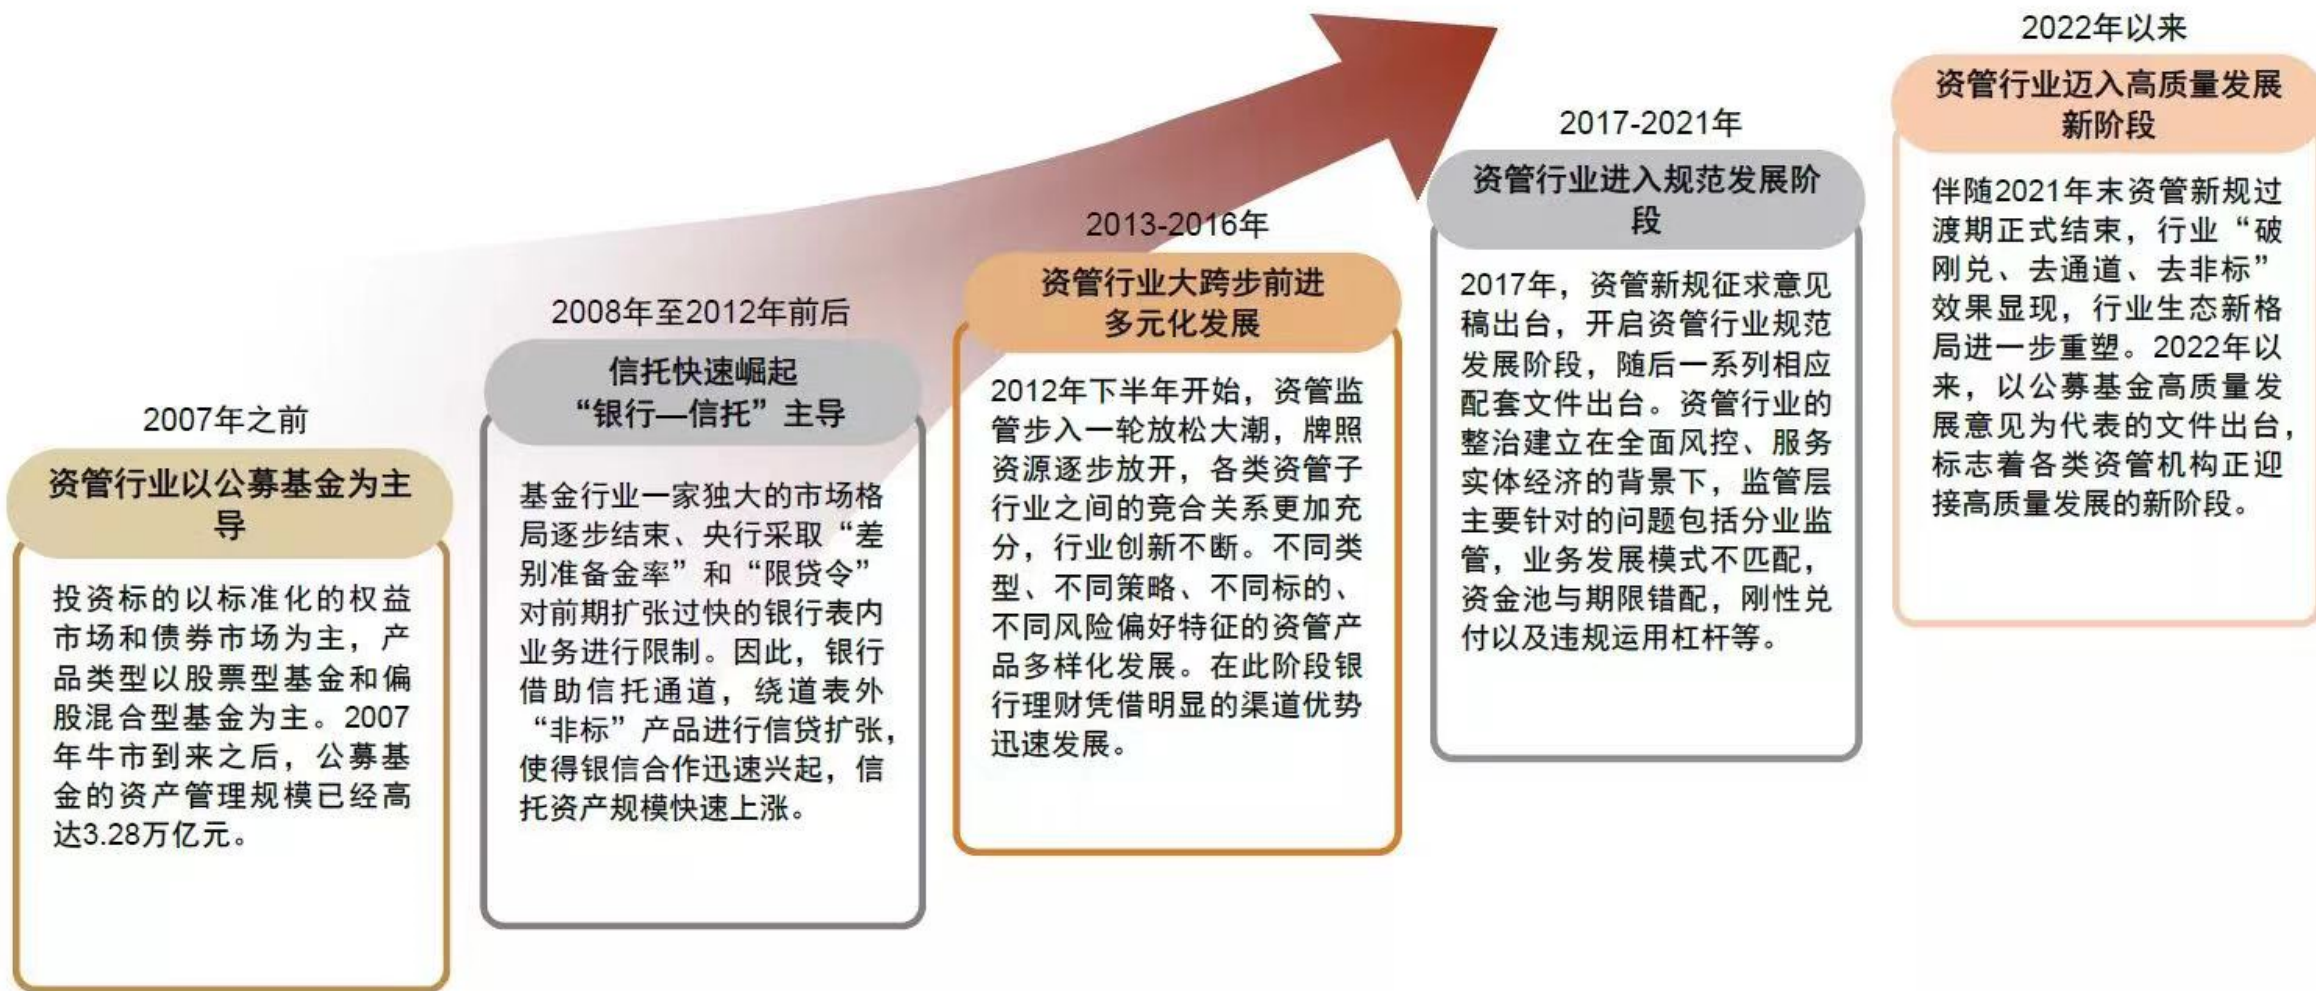 2007年之前
资管行业以公募基金为主
导
投资标的以标准化的权益
市场和债券市场为主，产
品类型以股票型基金和偏
股混合型基金为主。2007
年牛市到来之后，公募基
金的资产管理规模已经高
达3.28万亿元。
2008年至2012年前后
信托快速崛起
“银行—信托”主导
基金行业一家独大的市场格
局逐步结束、央行采取“差
别准备金率”和“限贷令”
对前期扩张过快的银行表内
业务进行限制。因此，银行
借助信托通道，绕道表外
“非标”产品进行信贷扩张，
使得银信合作迅速兴起，信
托资产规模快速上涨。
2013-2016年
资管行业大跨步前进
多元化发展
2012年下半年开始，资管监
管步入一轮放松大潮，牌照
资源逐步放开，各类资管子
行业之间的竞合关系更加充
分，行业创新不断。不同类
型、不同策略、不同标的、
不同风险偏好特征的资管产
品多样化发展。在此阶段银
行理财凭借明显的渠道优势
迅速发展。
2017-2021年
资管行业进入规范发展阶
段
2017年，资管新规征求意见
稿出台，开启资管行业规范
发展阶段，随后一系列相应
配套文件出台。资管行业的
整治建立在全面风控、服务
实体经济的背景下，监管层
主要针对的问题包括分业监
管，业务发展模式不匹配，
资金池与期限错配，刚性兑
付以及违规运用杠杆等。
2022年以来
资管行业迈入高质量发展
新阶段
伴随2021年末资管新规过
渡期正式结束，行业“破
刚兑、去通道、去非标”
效果显现，行业生态新格
局进一步重塑。2022年以
来，以公募基金高质量发
展意见为代表的文件出台，
标志着各类资管机构正迎
接高质量发展的新阶段。